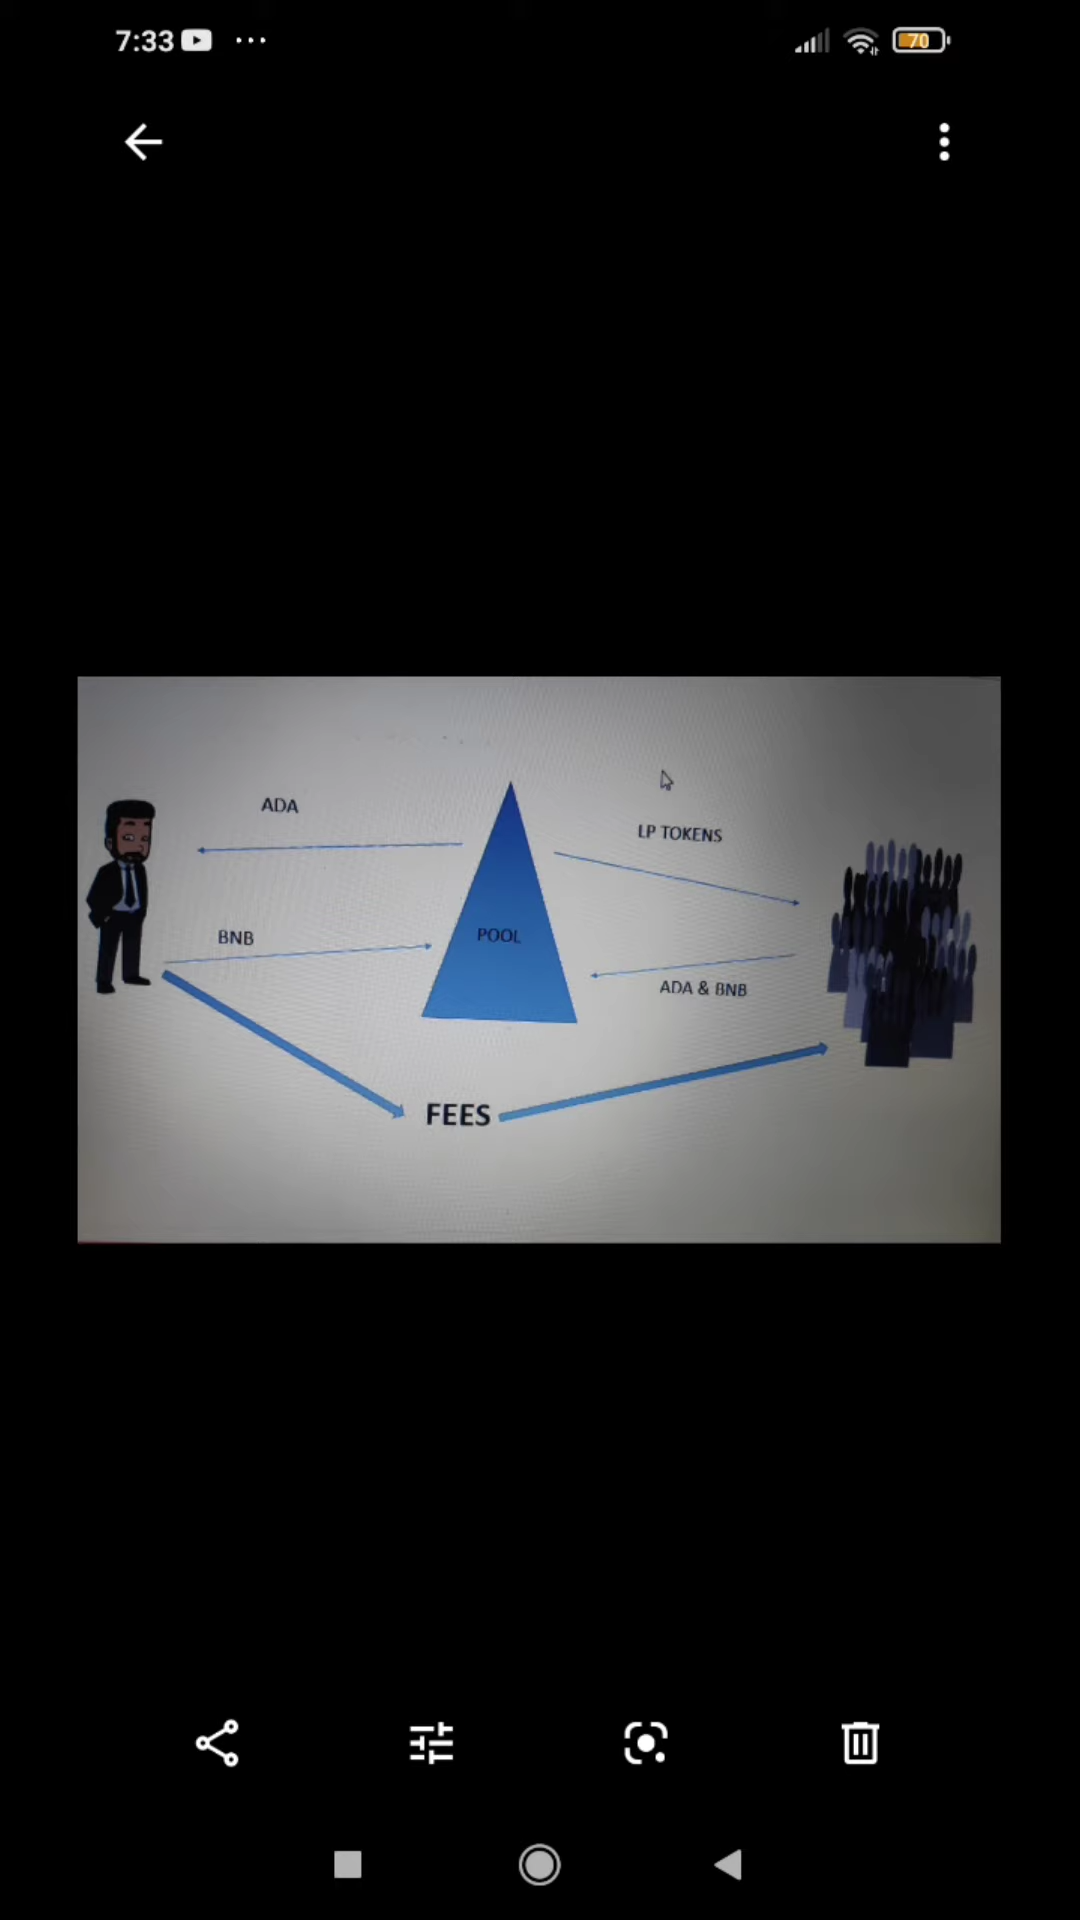 7:33
70
ADA
LP TOKENS
BNB
POOL
ADA & BNB
FEES